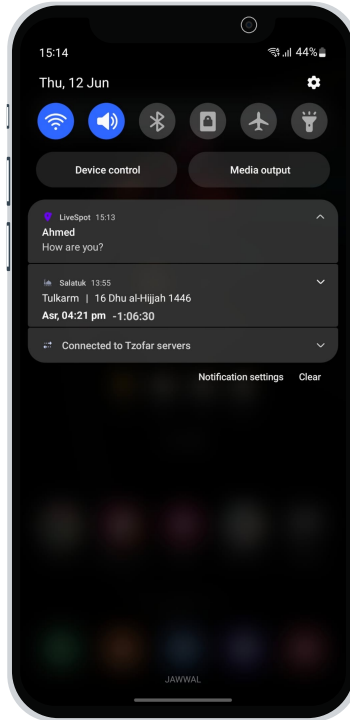 15:14 44%
Thu, 12 Jun
Device control Media output
LiveSpot 15:13
Ahmed
How are you?
Salatuk 13:55
Tulkarm | 16 Dhu al-Hijjah 1446
Asr, 04:21 pm -1:06:30
Connected to Tzofar servers
Notification settings Clear
JAWWAL